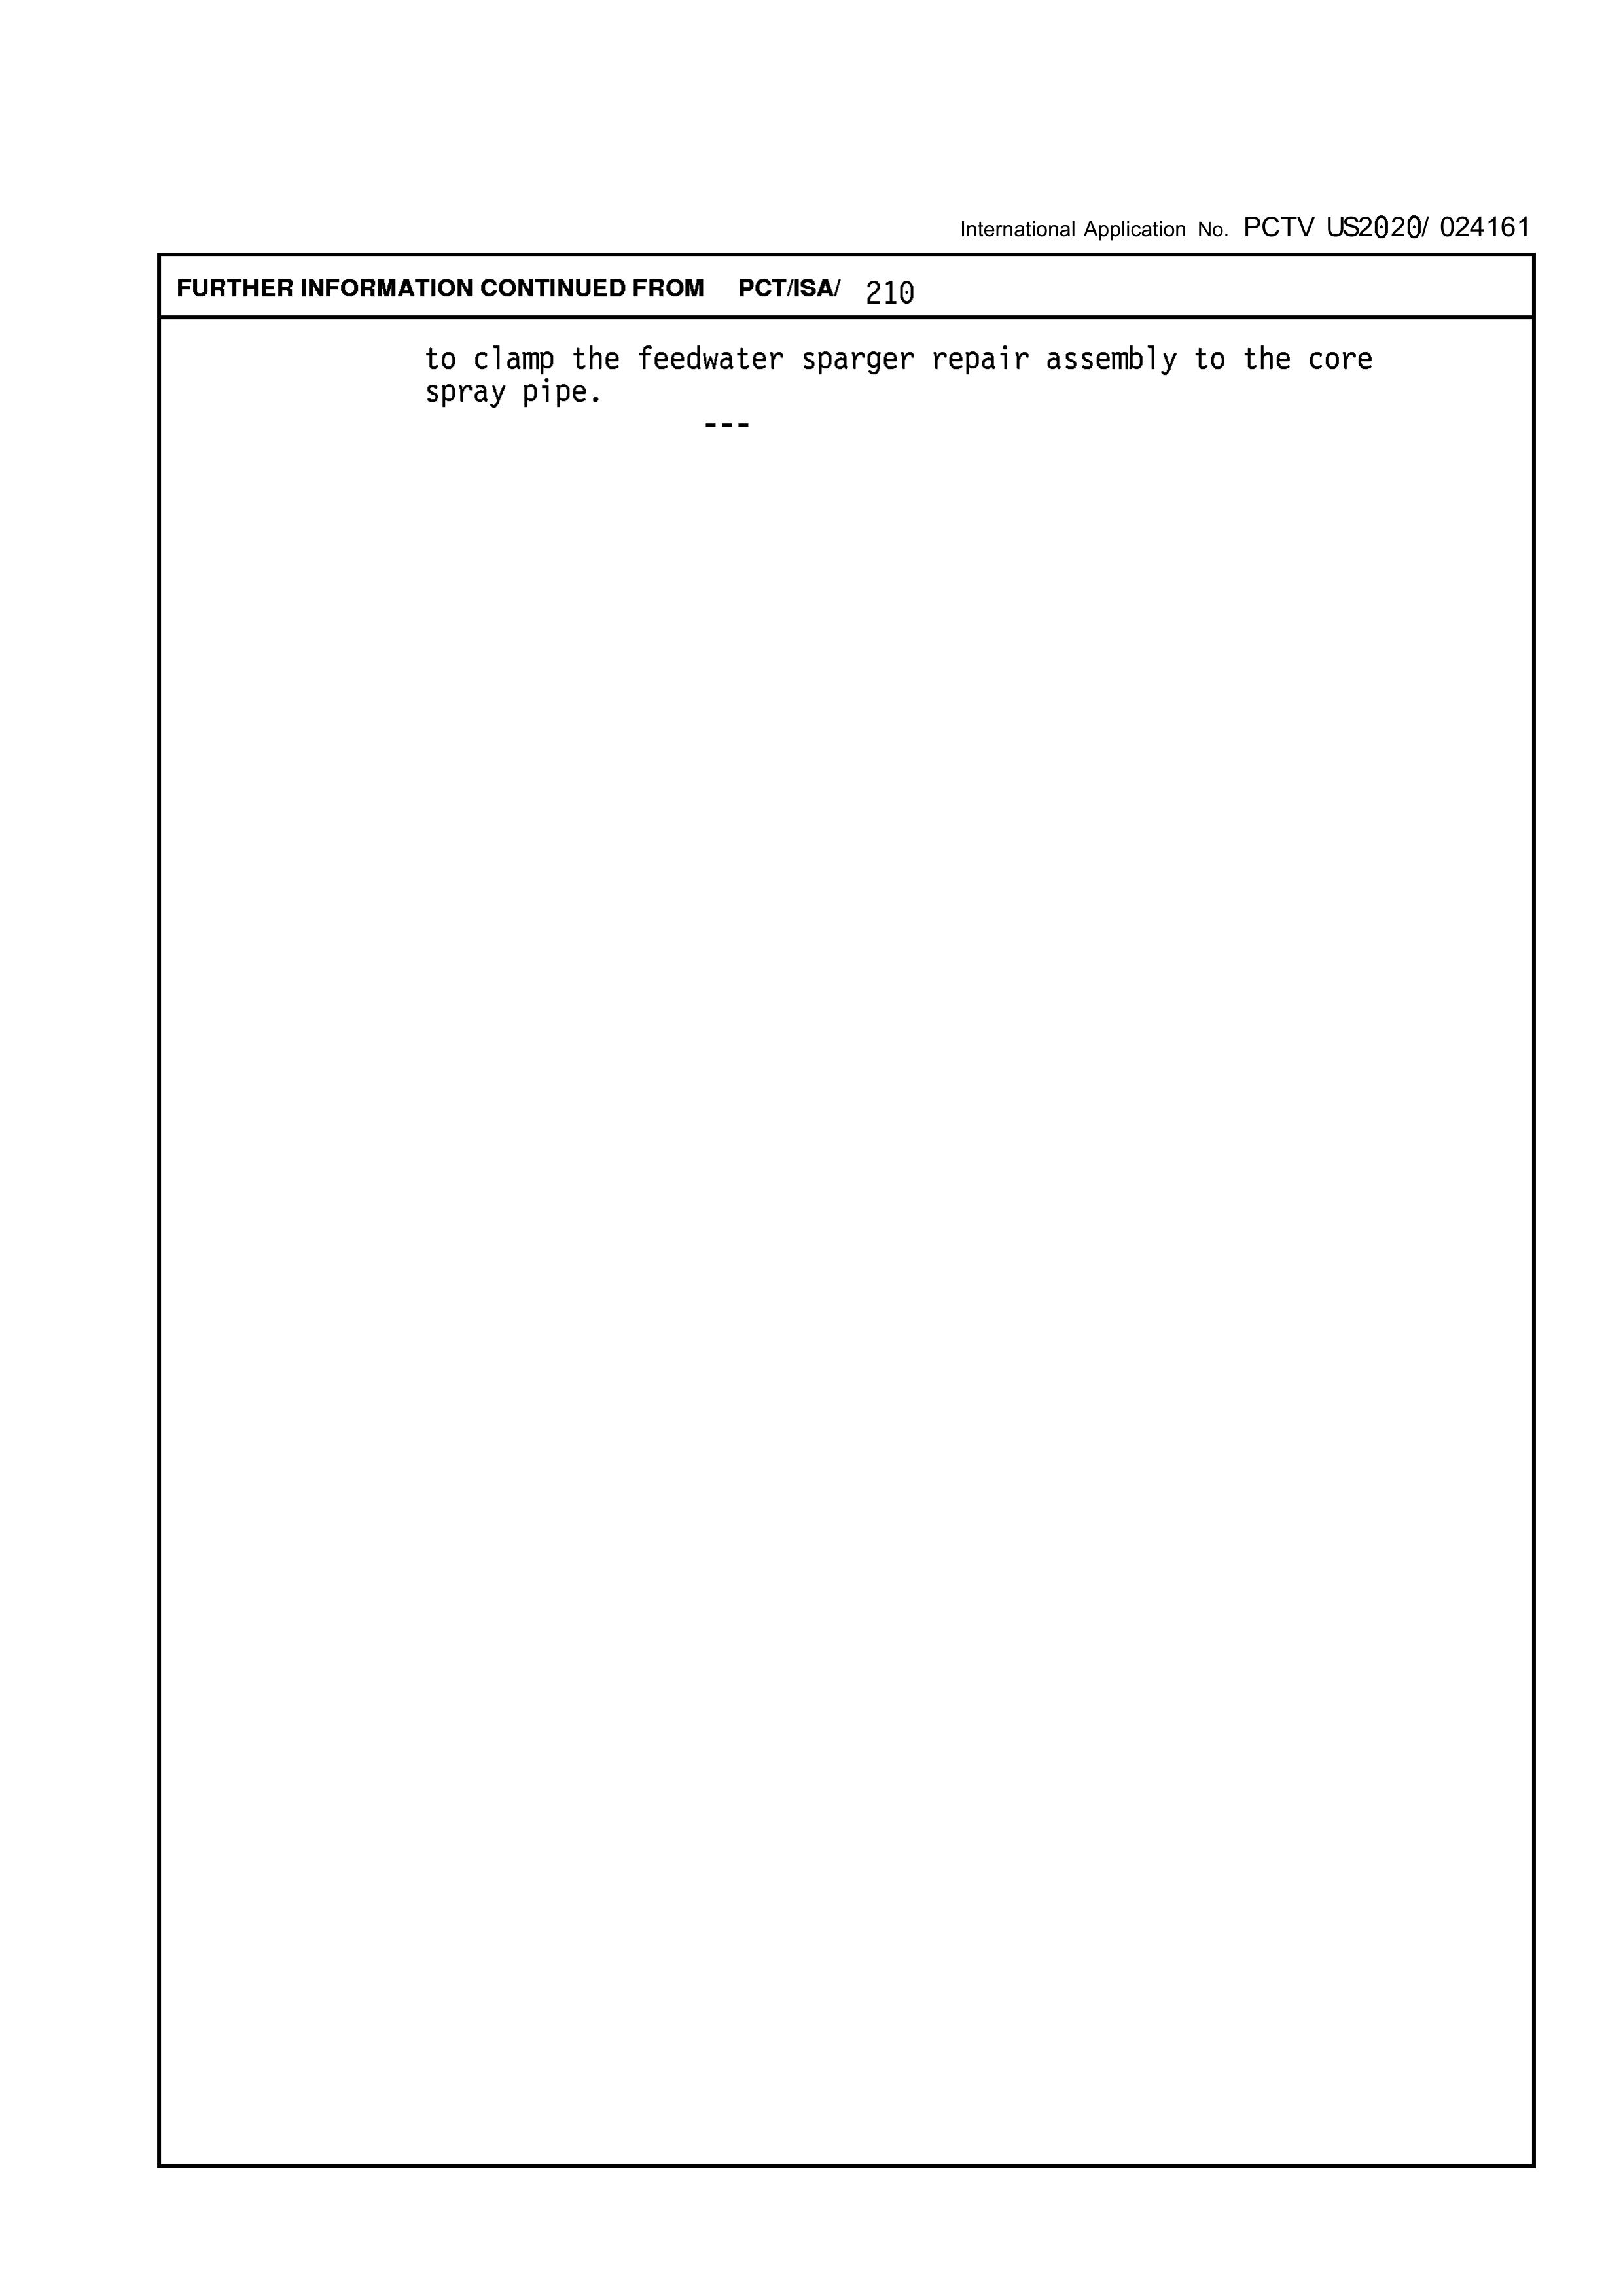 International Application No. PCTV US2020/ 024161
FURTHER INFORMATION CONTINUED FROM PCT/ISA/ 210
to clamp the feedwater sparger repair assembly to the core
spray pipe.
---